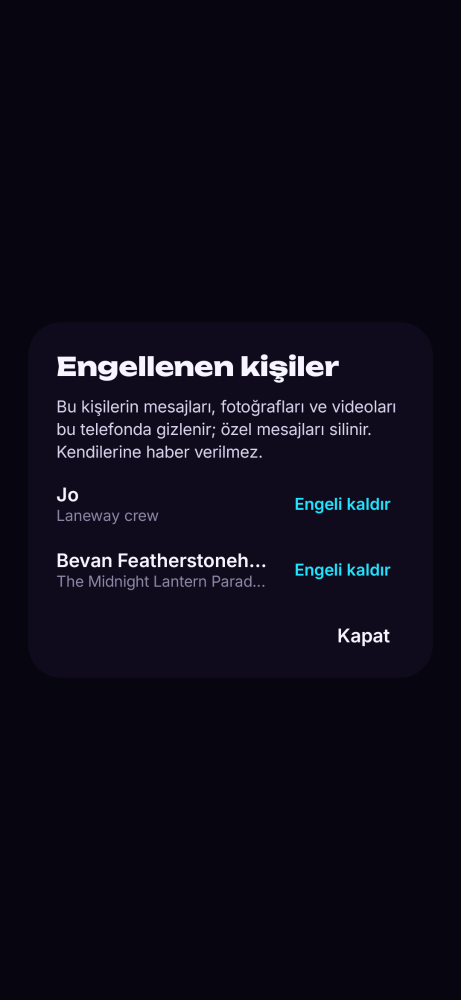 Engellenen kişiler
Bu kişilerin mesajları, fotoğrafları ve videoları
bu telefonda gizlenir; özel mesajları silinir.
Kendilerine haber verilmez.
Jo
Laneway crew
Engeli kaldır
Bevan Featherstoneh...
The Midnight Lantern Parad...
Engeli kaldır
Kapat